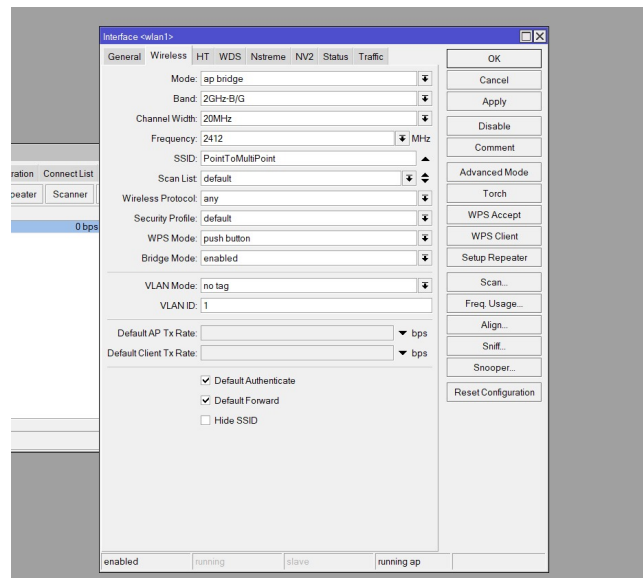 Interface <wlan1>
General Wireless HT WDS Nstreme NV2 Status Traffic
Mode: ap bridge
Band: 2GHz-B/G
Channel Width: 20MHz
Frequency: 2412 MHz
SSID: PointToMultiPoint
Scan List: default
Wireless Protocol: any
Security Profile: default
WPS Mode: push button
Bridge Mode: enabled
VLAN Mode: no tag
VLAN ID: 1
Default AP Tx Rate: bps
Default Client Tx Rate: bps
Default Authenticate
Default Forward
Hide SSID
OK
Cancel
Apply
Disable
Comment
Advanced Mode
Torch
WPS Accept
WPS Client
Setup Repeater
Scan...
Freq. Usage...
Align...
Sniff...
Snooper...
Reset Configuration
enabled running slave running ap
ration Connect List
peater Scanner
0 bps